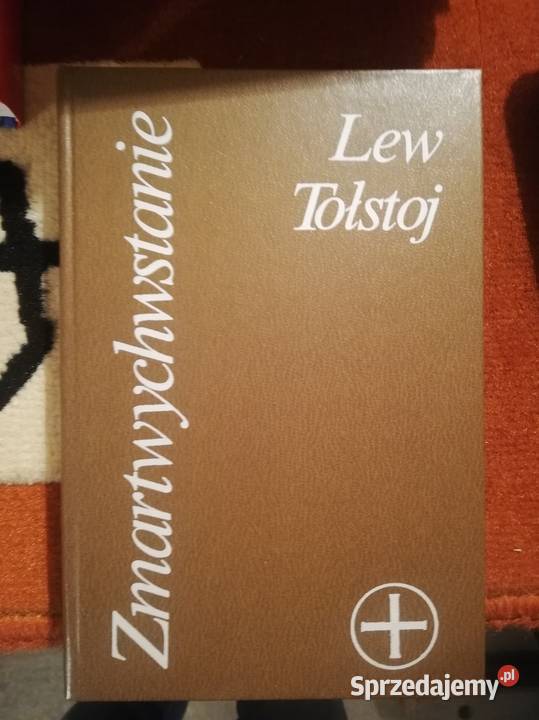 Lew
Tołstoj
Zmartwychwstanie
Sprzedajemy.pl